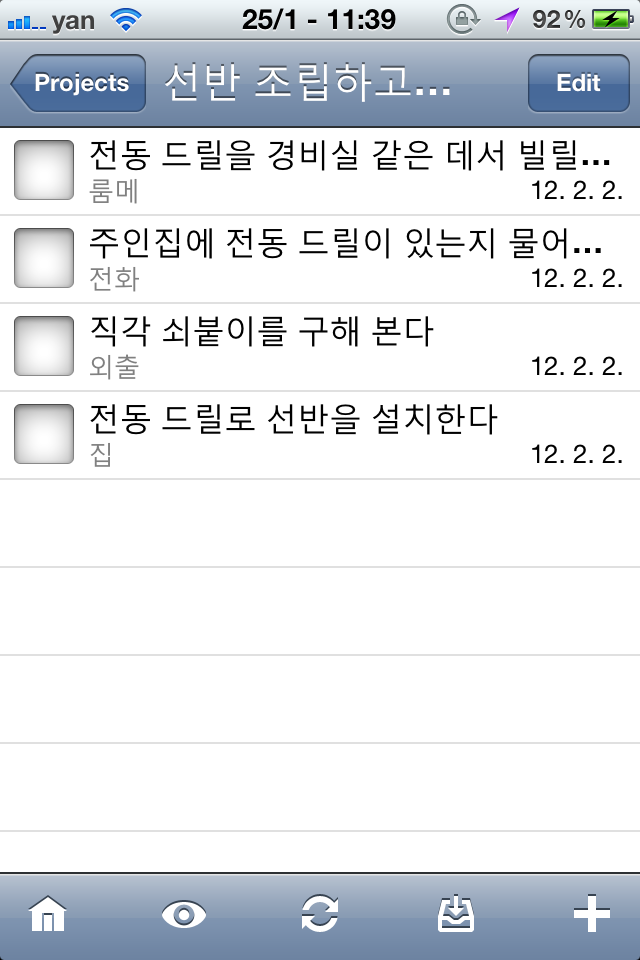 yan 25/1 - 11:39 92%
Projects 선반 조립하고... Edit
전동 드릴을 경비실 같은 데서 빌릴...
룸메 12. 2. 2.
주인집에 전동 드릴이 있는지 물어...
전화 12. 2. 2.
직각 쇠붙이를 구해 본다
외출 12. 2. 2.
전동 드릴로 선반을 설치한다
집 12. 2. 2.